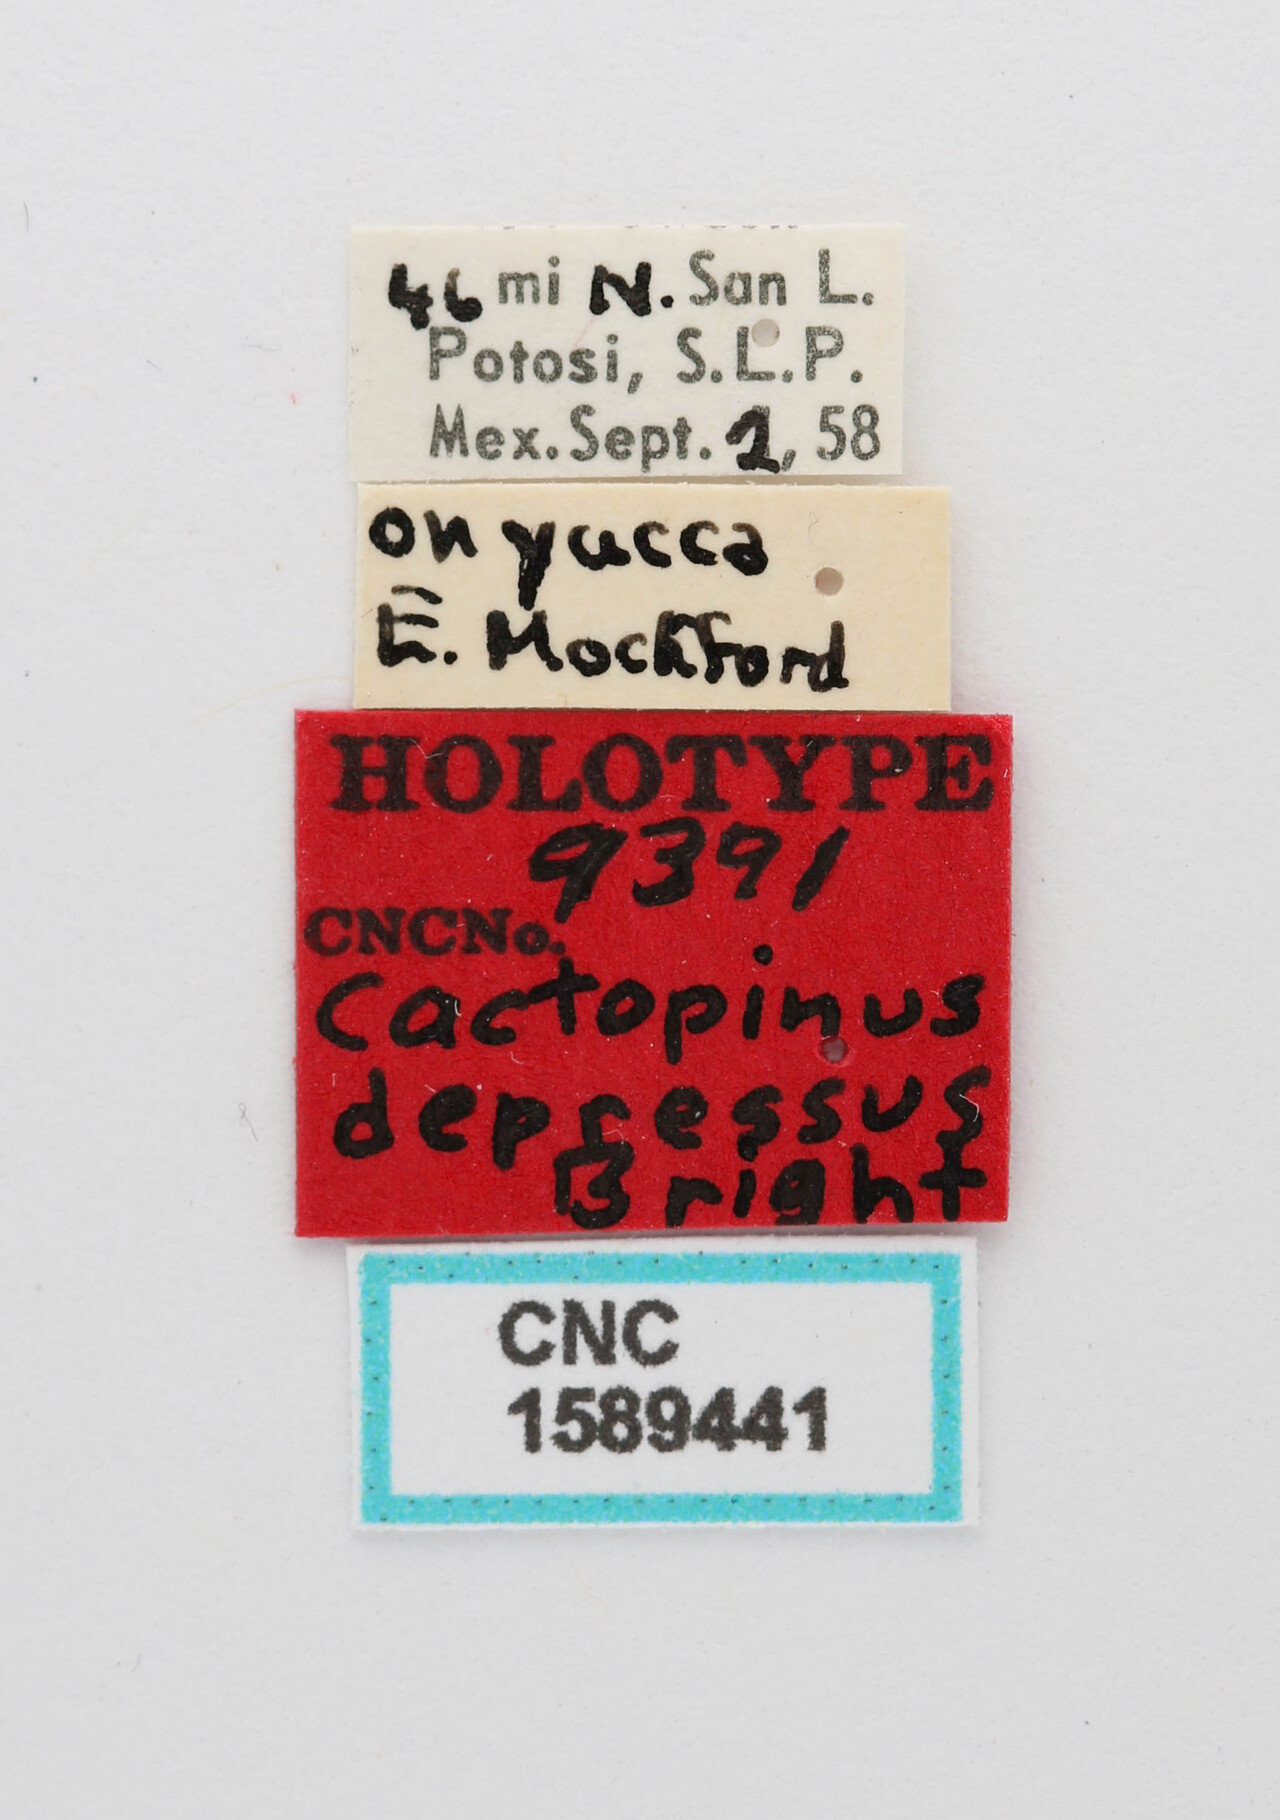 46 mi N. San L.
Potosi, S.L.P.
Mex. Sept. 1, 58
on yucca
E. Mockford
HOLOTYPE
9391
CNCNo.
Cactopinus
depressus
Bright
CNC
1589441